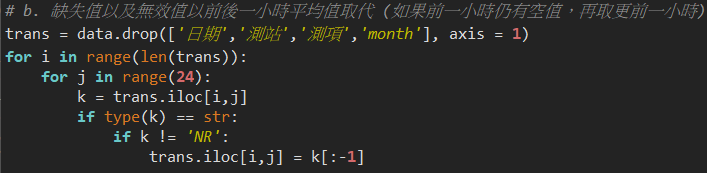 # b. 缺失值以及無效值以前後一小時平均值取代 (如果前一小時仍有空值，再取更前一小時)
trans = data.drop(['日期','測站','測項','month'], axis = 1)
for i in range(len(trans)):
    for j in range(24):
        k = trans.iloc[i,j]
        if type(k) == str:
            if k != 'NR':
                trans.iloc[i,j] = k[:-1]